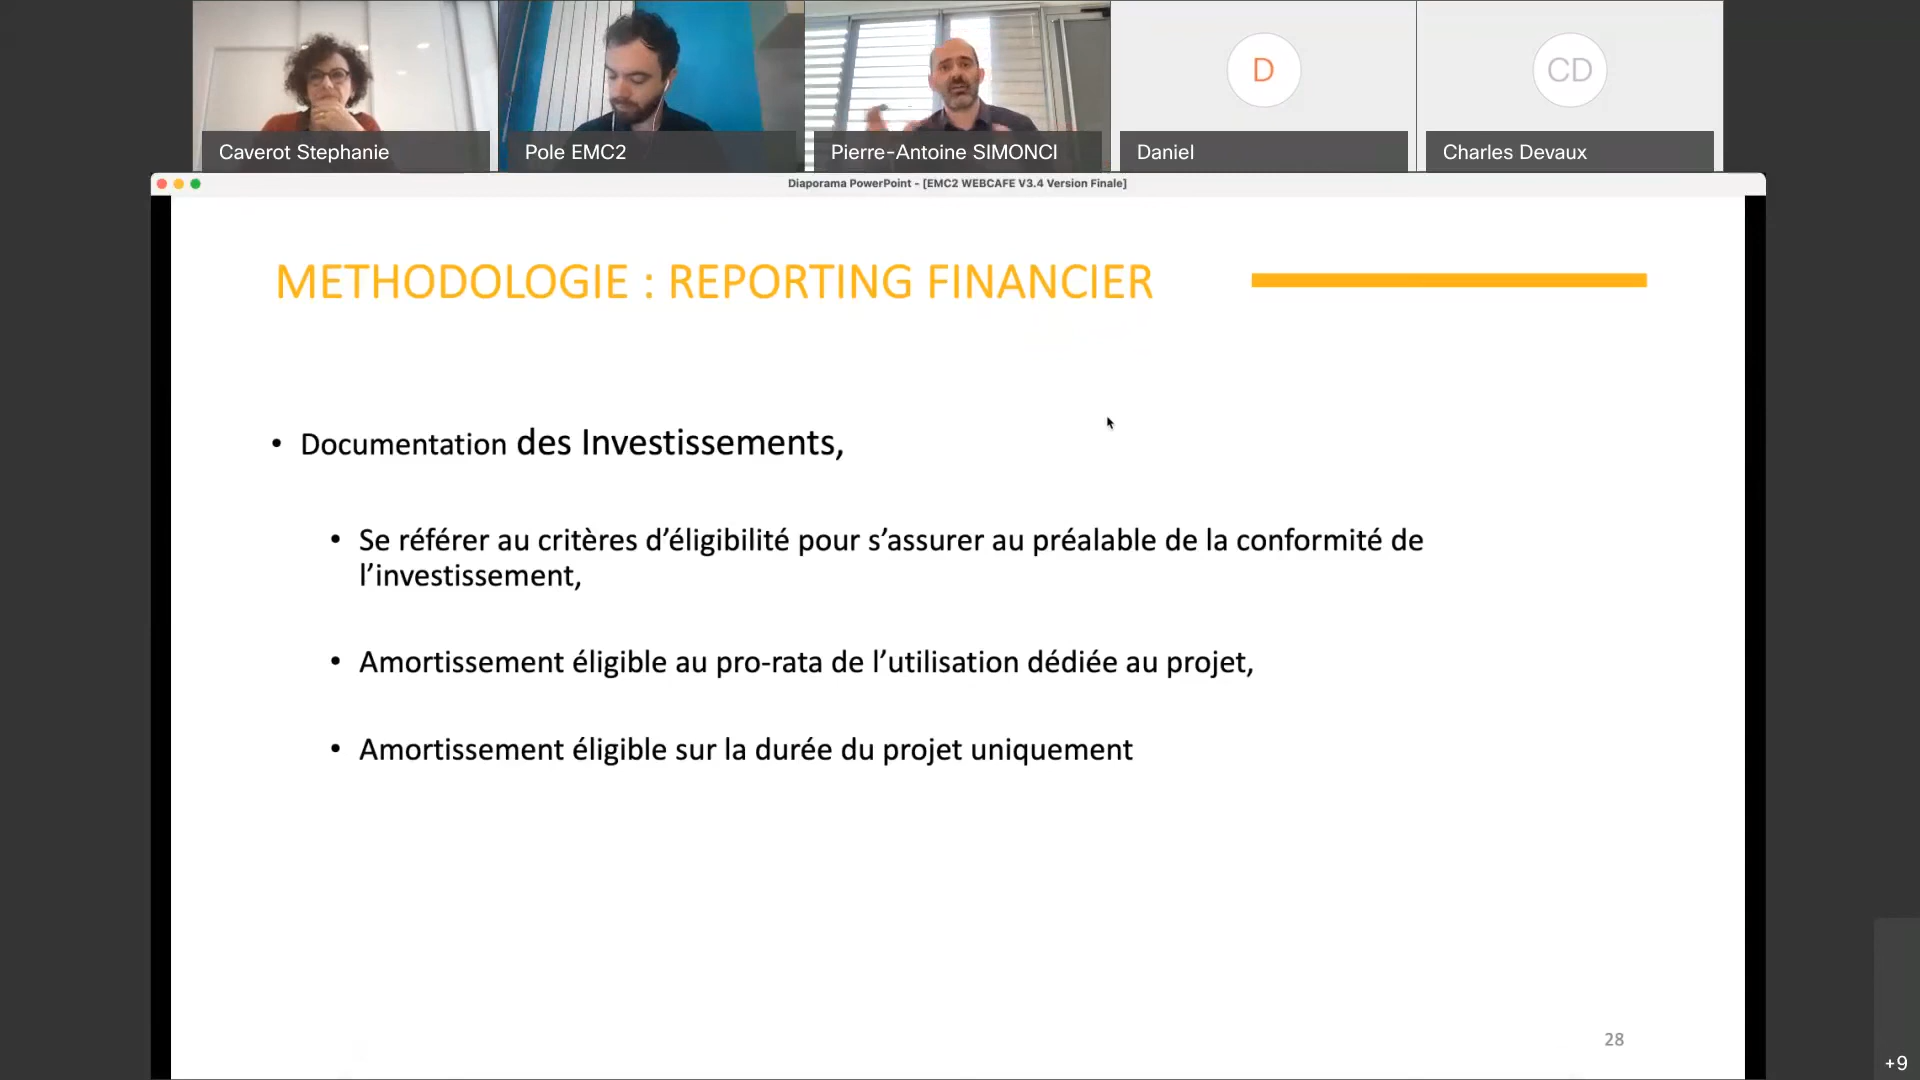 Caverot Stephanie
Pole EMC2
Pierre-Antoine SIMONCI
D
Daniel
CD
Charles Devaux
Diaporama PowerPoint - [EMC2 WEBCAFE V3.4 Version Finale]
METHODOLOGIE : REPORTING FINANCIER
• Documentation des Investissements,
• Se référer au critères d’éligibilité pour s’assurer au préalable de la conformité de
l’investissement,
• Amortissement éligible au pro-rata de l’utilisation dédiée au projet,
• Amortissement éligible sur la durée du projet uniquement
28
+9